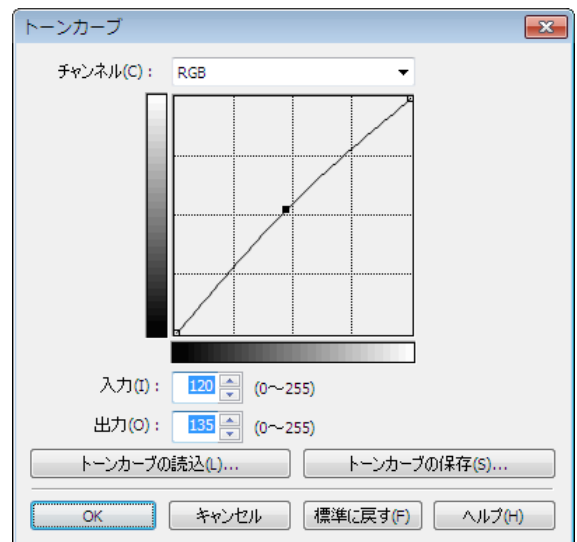 トーンカーブ
チャンネル(C)： RGB
入力(I)： 120 (0～255)
出力(O)： 135 (0～255)
トーンカーブの読込(L)... トーンカーブの保存(S)...
OK キャンセル 標準に戻す(F) ヘルプ(H)